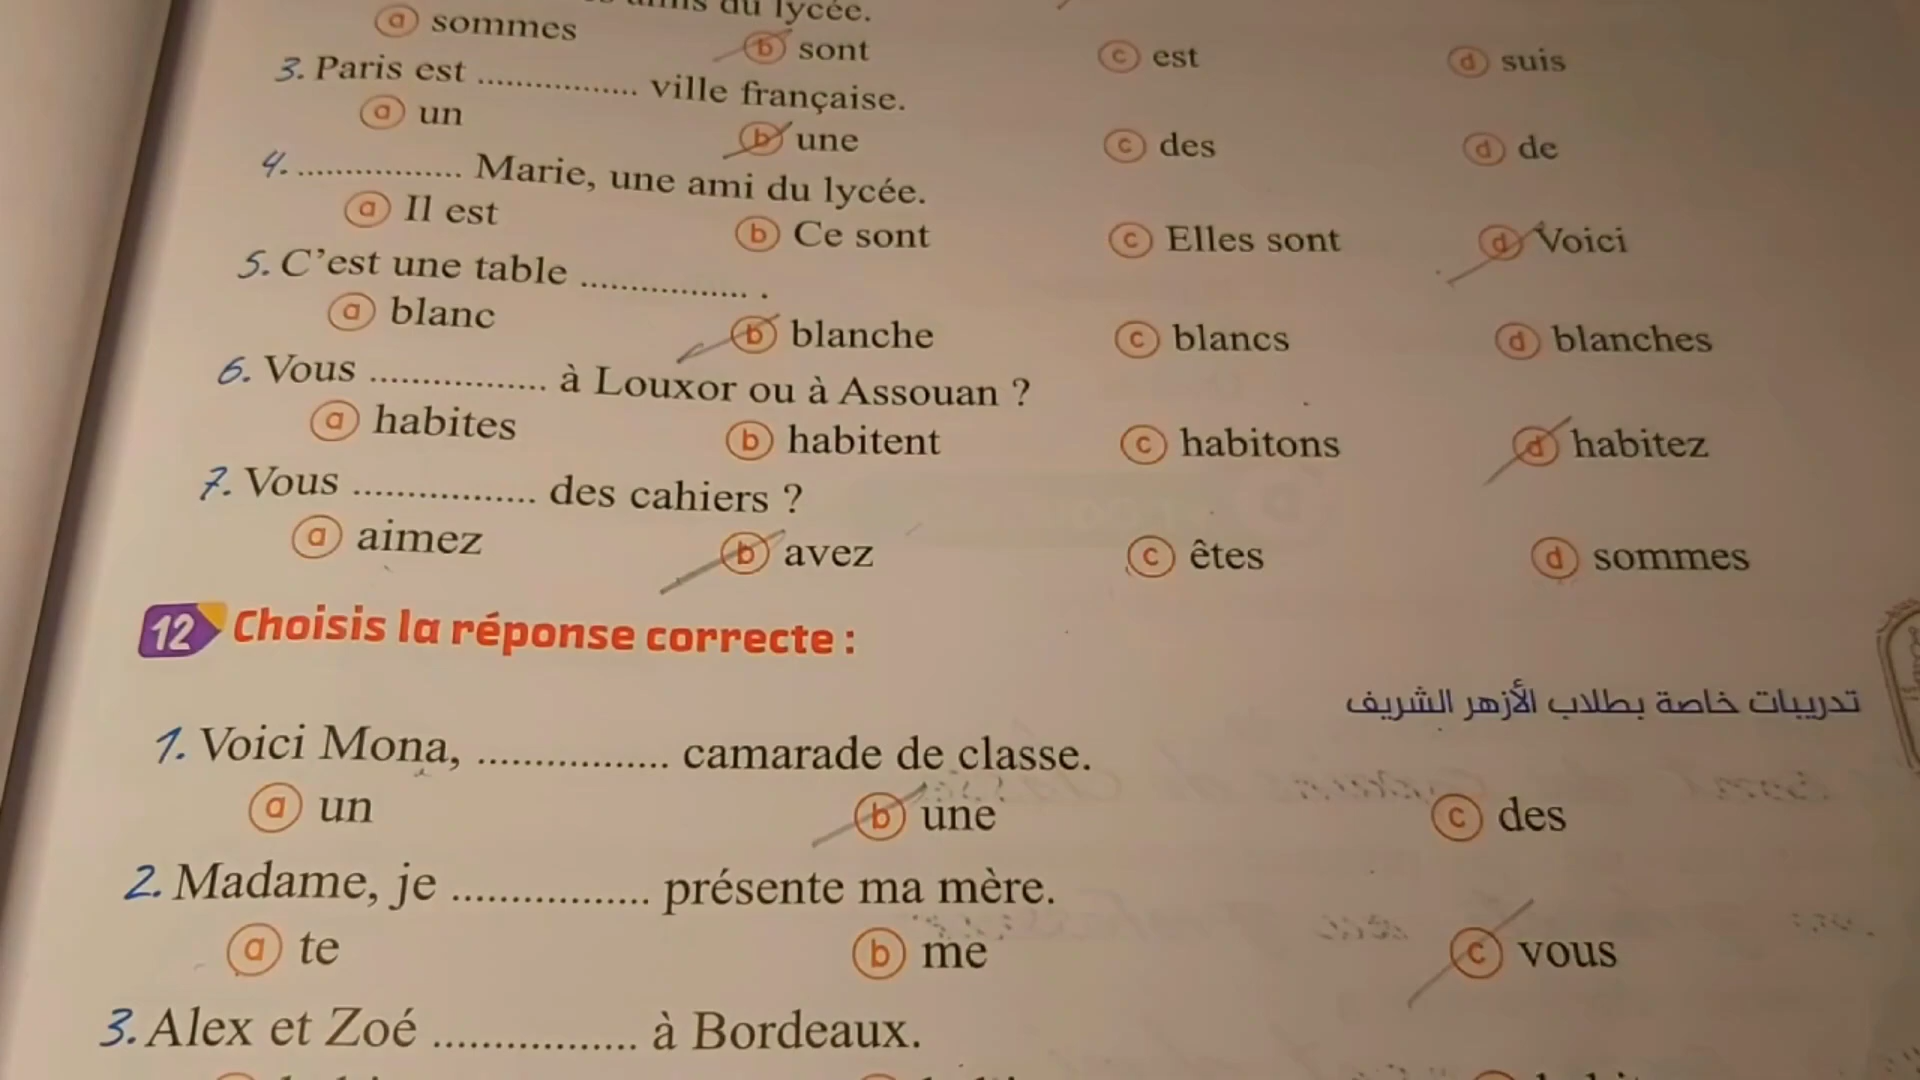 du lycée.
a sommes b sont c est d suis
3. Paris est ................ ville française.
a un b une c des d de
4. ................ Marie, une ami du lycée.
a Il est b Ce sont c Elles sont d Voici
5. C'est une table ................ .
a blanc b blanche c blancs d blanches
6. Vous ................ à Louxor ou à Assouan ?
a habites b habitent c habitons d habitez
7. Vous ................ des cahiers ?
a aimez b avez c êtes d sommes
12 Choisis la réponse correcte :
تدريبات خاصة بطلاب الأزهر الشريف
1. Voici Mona, ................ camarade de classe.
a un b une c des
2. Madame, je ................ présente ma mère.
a te b me c vous
3. Alex et Zoé ................ à Bordeaux.